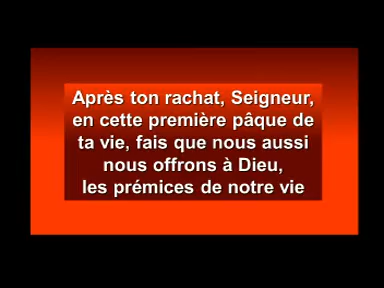 Après ton rachat, Seigneur,
en cette première pâque de
ta vie, fais que nous aussi
nous offrons à Dieu,
les prémices de notre vie